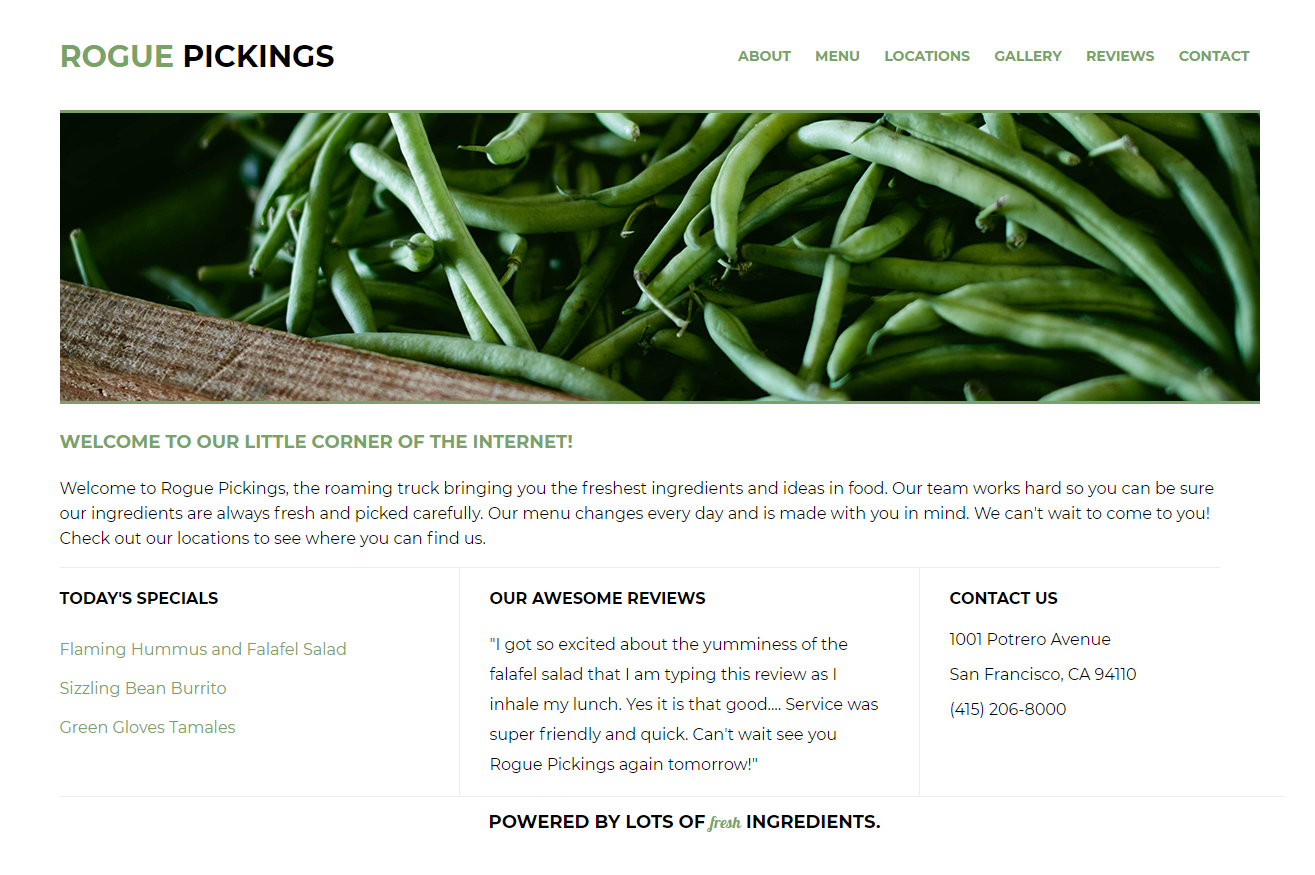 ROGUE PICKINGS
ABOUT MENU LOCATIONS GALLERY REVIEWS CONTACT
WELCOME TO OUR LITTLE CORNER OF THE INTERNET!
Welcome to Rogue Pickings, the roaming truck bringing you the freshest ingredients and ideas in food. Our team works hard so you can be sure
our ingredients are always fresh and picked carefully. Our menu changes every day and is made with you in mind. We can't wait to come to you!
Check out our locations to see where you can find us.
TODAY'S SPECIALS
Flaming Hummus and Falafel Salad
Sizzling Bean Burrito
Green Gloves Tamales
OUR AWESOME REVIEWS
"I got so excited about the yumminess of the
falafel salad that I am typing this review as I
inhale my lunch. Yes it is that good.... Service was
super friendly and quick. Can't wait see you
Rogue Pickings again tomorrow!"
CONTACT US
1001 Potrero Avenue
San Francisco, CA 94110
(415) 206-8000
POWERED BY LOTS OF fresh INGREDIENTS.